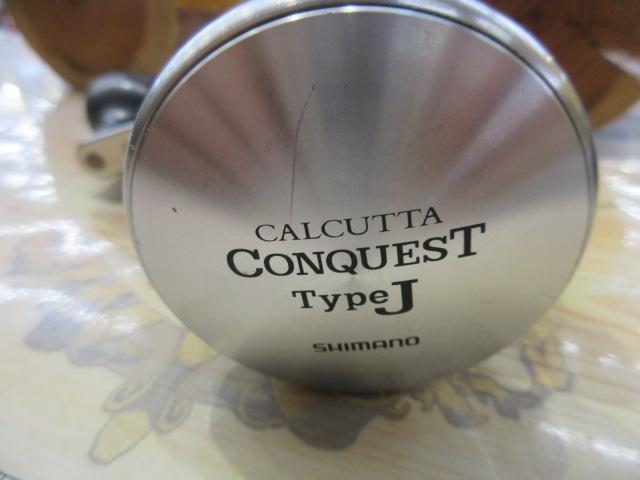 CALCUTTA
CONQUEST
Type J
SHIMANO